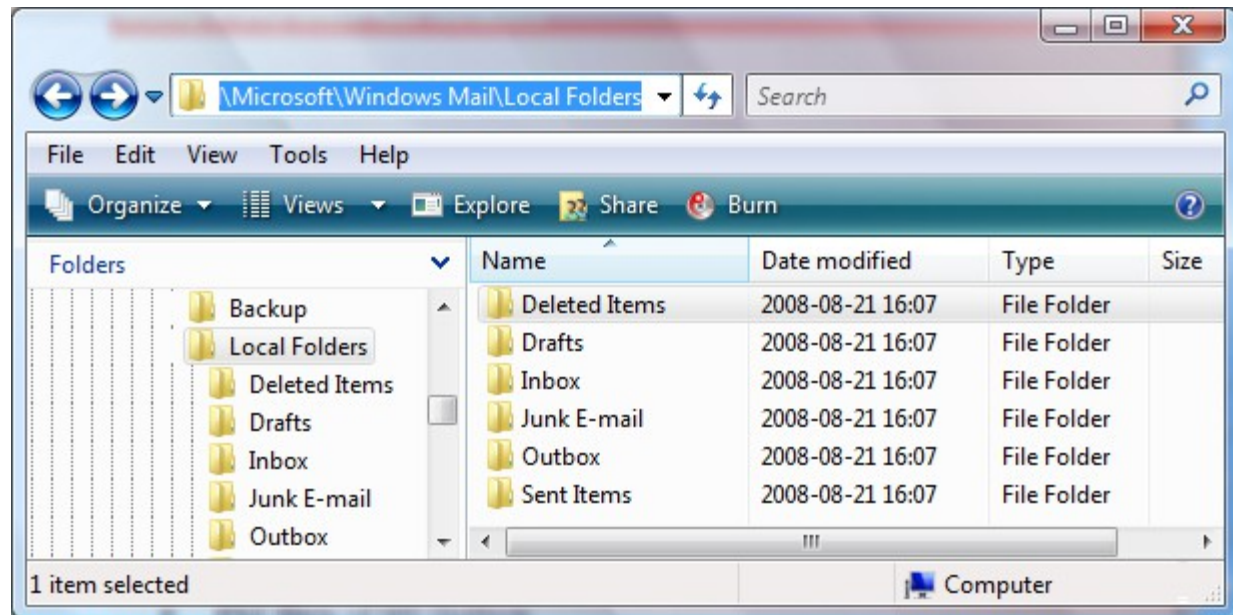 \Microsoft\Windows Mail\Local Folders
Search
File Edit View Tools Help
Organize Views Explore Share Burn
Folders
Name Date modified Type Size
Backup
Local Folders
Deleted Items
Drafts
Inbox
Junk E-mail
Outbox
Deleted Items 2008-08-21 16:07 File Folder
Drafts 2008-08-21 16:07 File Folder
Inbox 2008-08-21 16:07 File Folder
Junk E-mail 2008-08-21 16:07 File Folder
Outbox 2008-08-21 16:07 File Folder
Sent Items 2008-08-21 16:07 File Folder
1 item selected
Computer